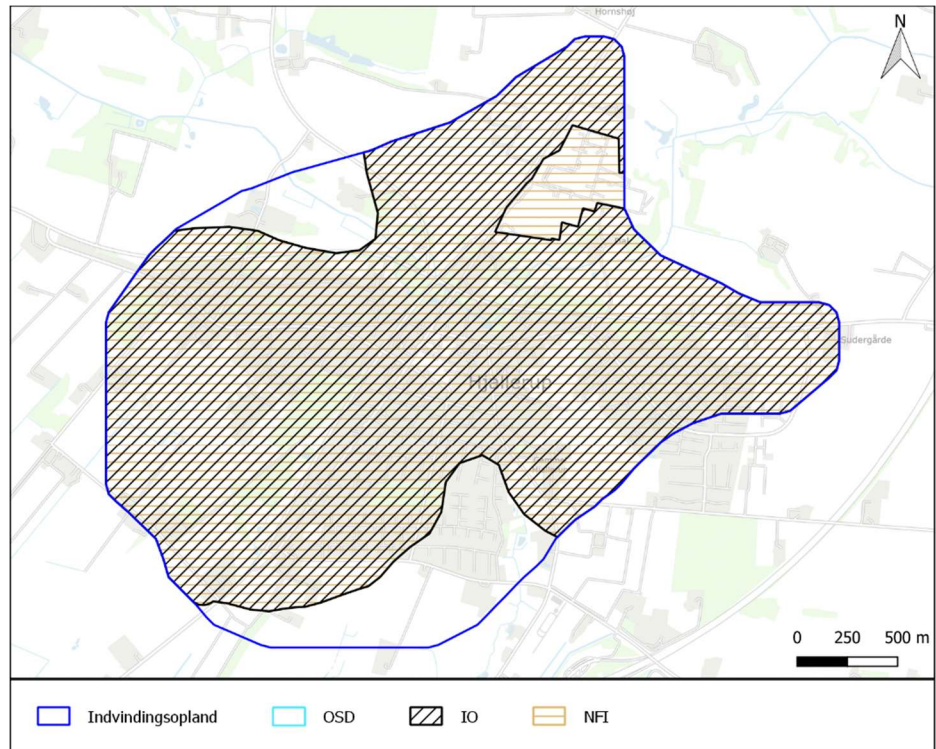 Hornshøj
N
Sudergårde
Hjallerup
0 250 500 m
Indvindingsopland
OSD
IO
NFI